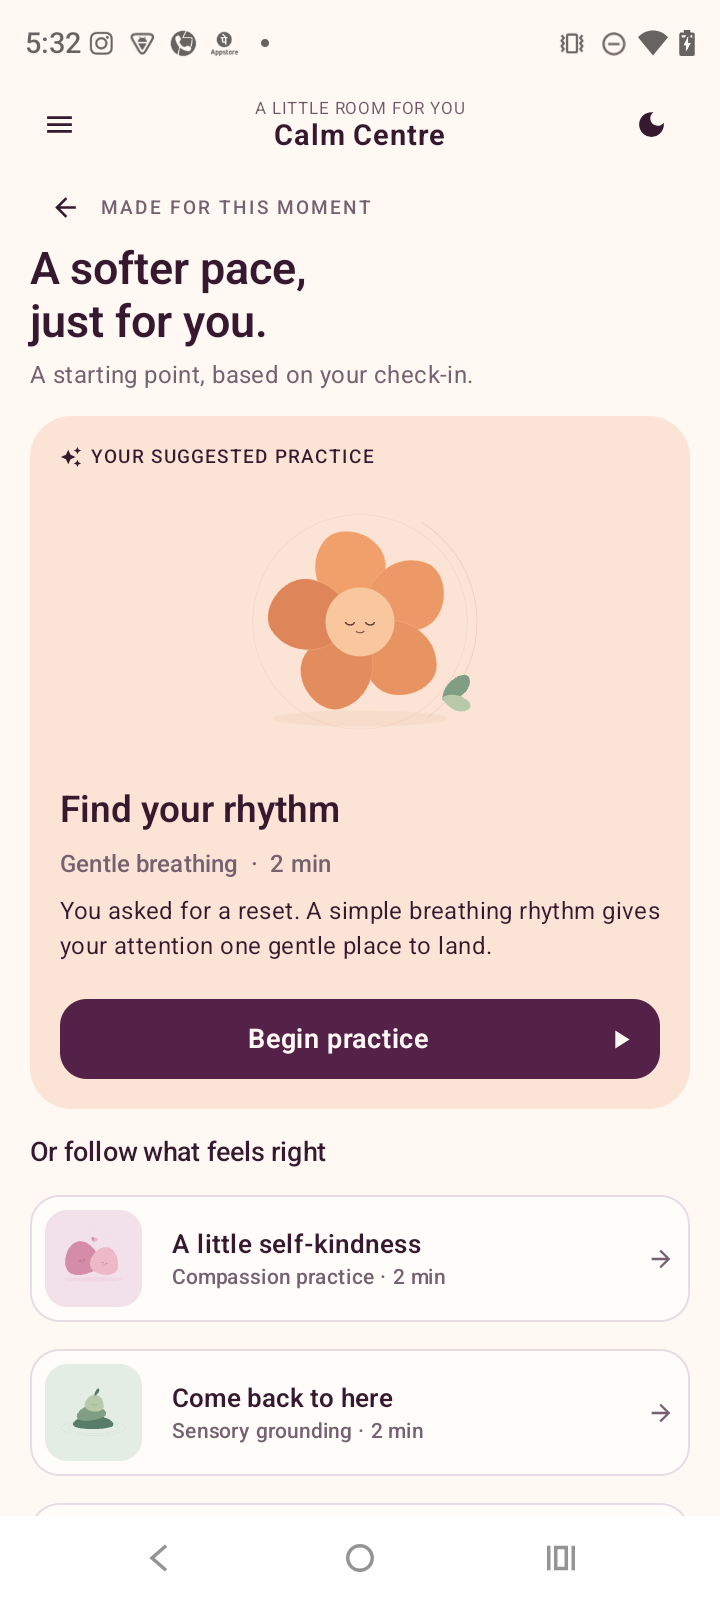 5:32
Appstore
A LITTLE ROOM FOR YOU
Calm Centre
MADE FOR THIS MOMENT
A softer pace,
just for you.
A starting point, based on your check-in.
YOUR SUGGESTED PRACTICE
Find your rhythm
Gentle breathing · 2 min
You asked for a reset. A simple breathing rhythm gives
your attention one gentle place to land.
Begin practice
Or follow what feels right
A little self-kindness
Compassion practice · 2 min
Come back to here
Sensory grounding · 2 min